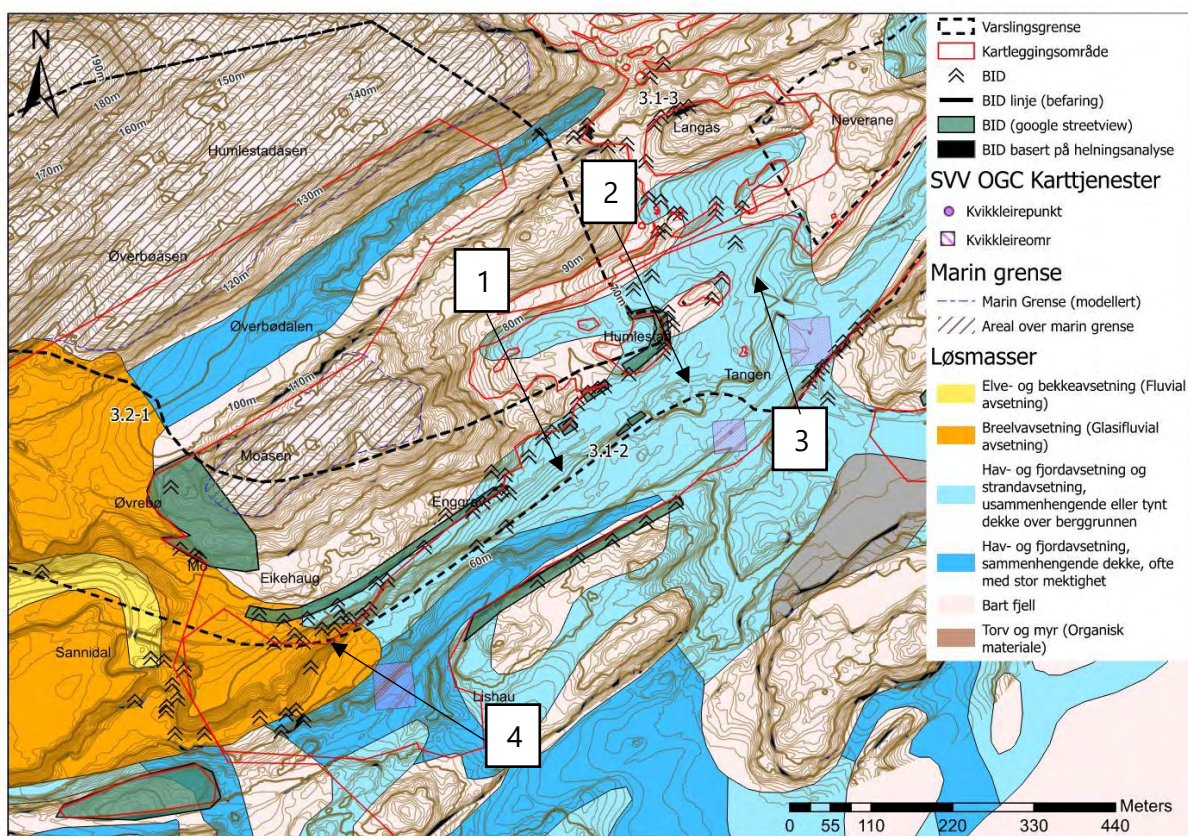 N
190m
180m
170m
160m
150m
140m
130m
120m
110m
100m
90m
80m
70m
60m
Humlestadåsen
Øverbøåsen
Øverbødalen
3.1-3
Langås
Neverane
2
1
Tangen
3
3.2-1
Moåsen
3.1-2
Øvrebø
Mo
Eikehaug
Sannidal
Lishau
4
Varslingsgrense
Kartleggingsområde
BID
BID linje (befaring)
BID (google streetview)
BID basert på helningsanalyse
SVV OGC Karttjenester
Kvikkleirepunkt
Kvikkleireomr
Marin grense
Marin Grense (modellert)
Areal over marin grense
Løsmasser
Elve- og bekkeavsetning (Fluvial
avsetning)
Breelvavsetning (Glasifluvial
avsetning)
Hav- og fjordavsetning og
strandavsetning,
usammenhengende eller tynt
dekke over berggrunnen
Hav- og fjordavsetning,
sammenhengende dekke, ofte
med stor mektighet
Bart fjell
Torv og myr (Organisk
materiale)
Meters
0 55 110 220 330 440